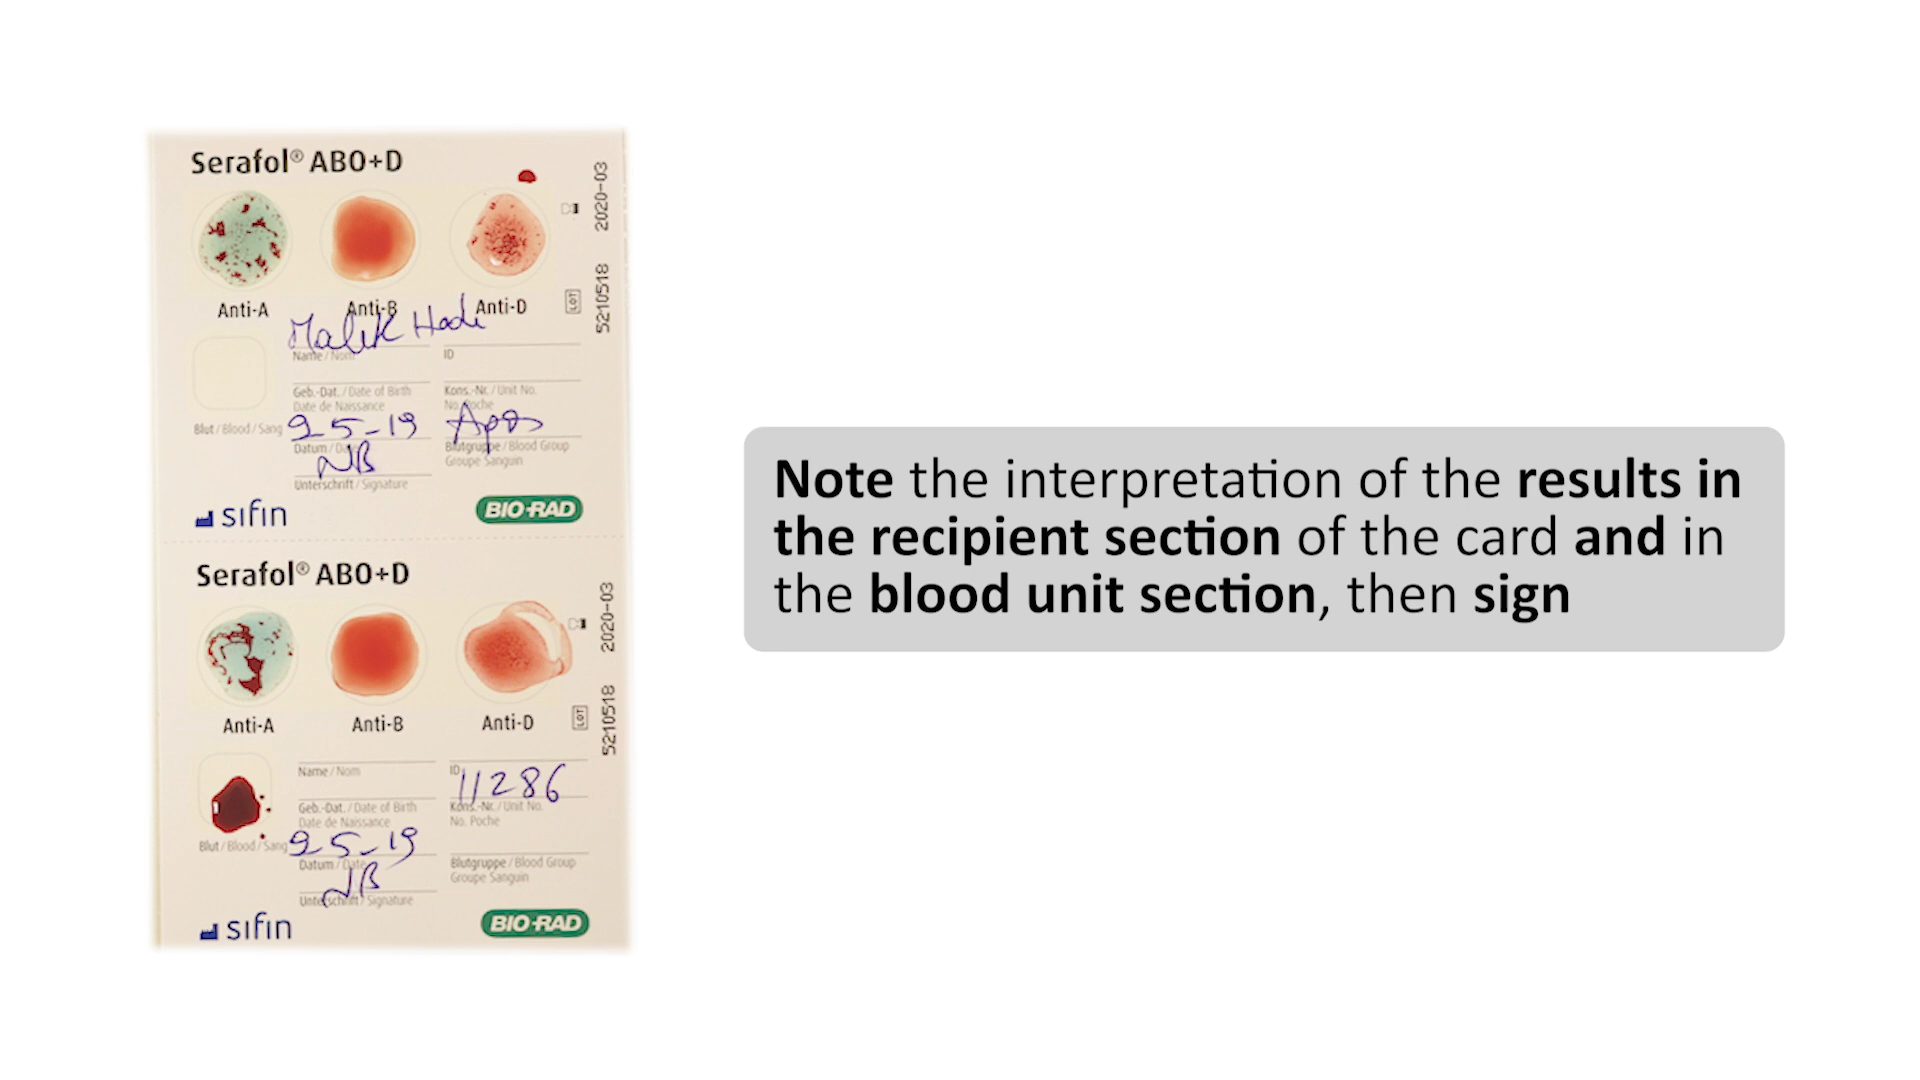 Serafol® ABO+D
2020-03
Anti-A Anti-B Anti-D
LOT 5210518
Malik Hadi
Name / Nom ID
Geb.-Dat. / Date of Birth Kons.-Nr. / Unit No.
Date de Naissance No. Poche
Blut / Blood / Sang 9-5-19 Apos
Datum / Date Blutgruppe / Blood Group
NB Groupe Sanguin
Unterschrift / Signature
sifin BIO-RAD
Serafol® ABO+D
2020-03
Anti-A Anti-B Anti-D
LOT 5210518
Name / Nom ID 11286
Geb.-Dat. / Date of Birth Kons.-Nr. / Unit No.
Date de Naissance No. Poche
Blut / Blood / Sang 9-5-19
Datum / Date Blutgruppe / Blood Group
NB Groupe Sanguin
Unterschrift / Signature
sifin BIO-RAD
Note the interpretation of the results in
the recipient section of the card and in
the blood unit section, then sign